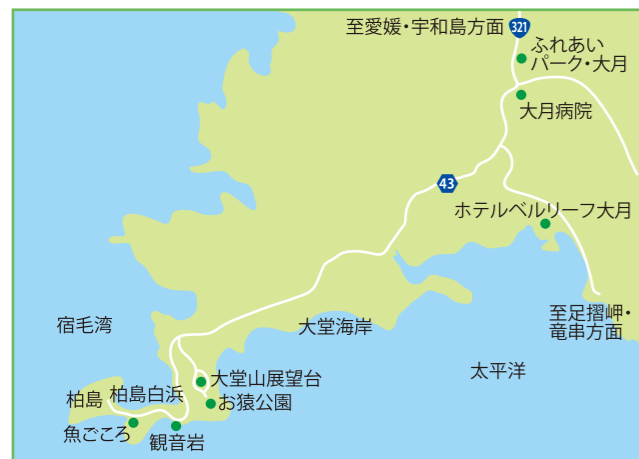 至愛媛・宇和島方面
321
ふれあい
パーク・大月
大月病院
43
ホテルベルリーフ大月
至足摺岬・
竜串方面
宿毛湾
大堂海岸
太平洋
大堂山展望台
柏島白浜
柏島
お猿公園
魚ごころ
観音岩